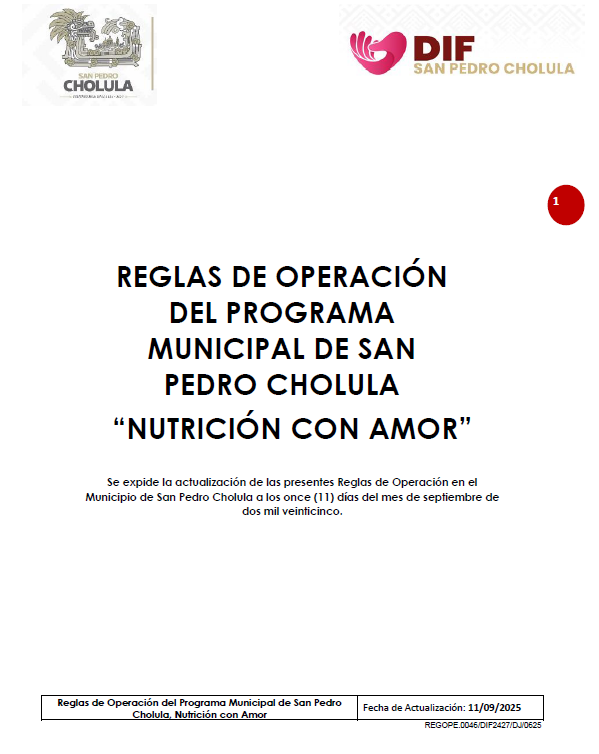 SAN PEDRO
CHOLULA
DIF
SAN PEDRO CHOLULA
1
REGLAS DE OPERACIÓN
DEL PROGRAMA
MUNICIPAL DE SAN
PEDRO CHOLULA
“NUTRICIÓN CON AMOR”
Se expide la actualización de las presentes Reglas de Operación en el
Municipio de San Pedro Cholula a los once (11) días del mes de septiembre de
dos mil veinticinco.
Reglas de Operación del Programa Municipal de San Pedro
Cholula, Nutrición con Amor
Fecha de Actualización: 11/09/2025
REGOPE.0046/DIF2427/DJ/0625